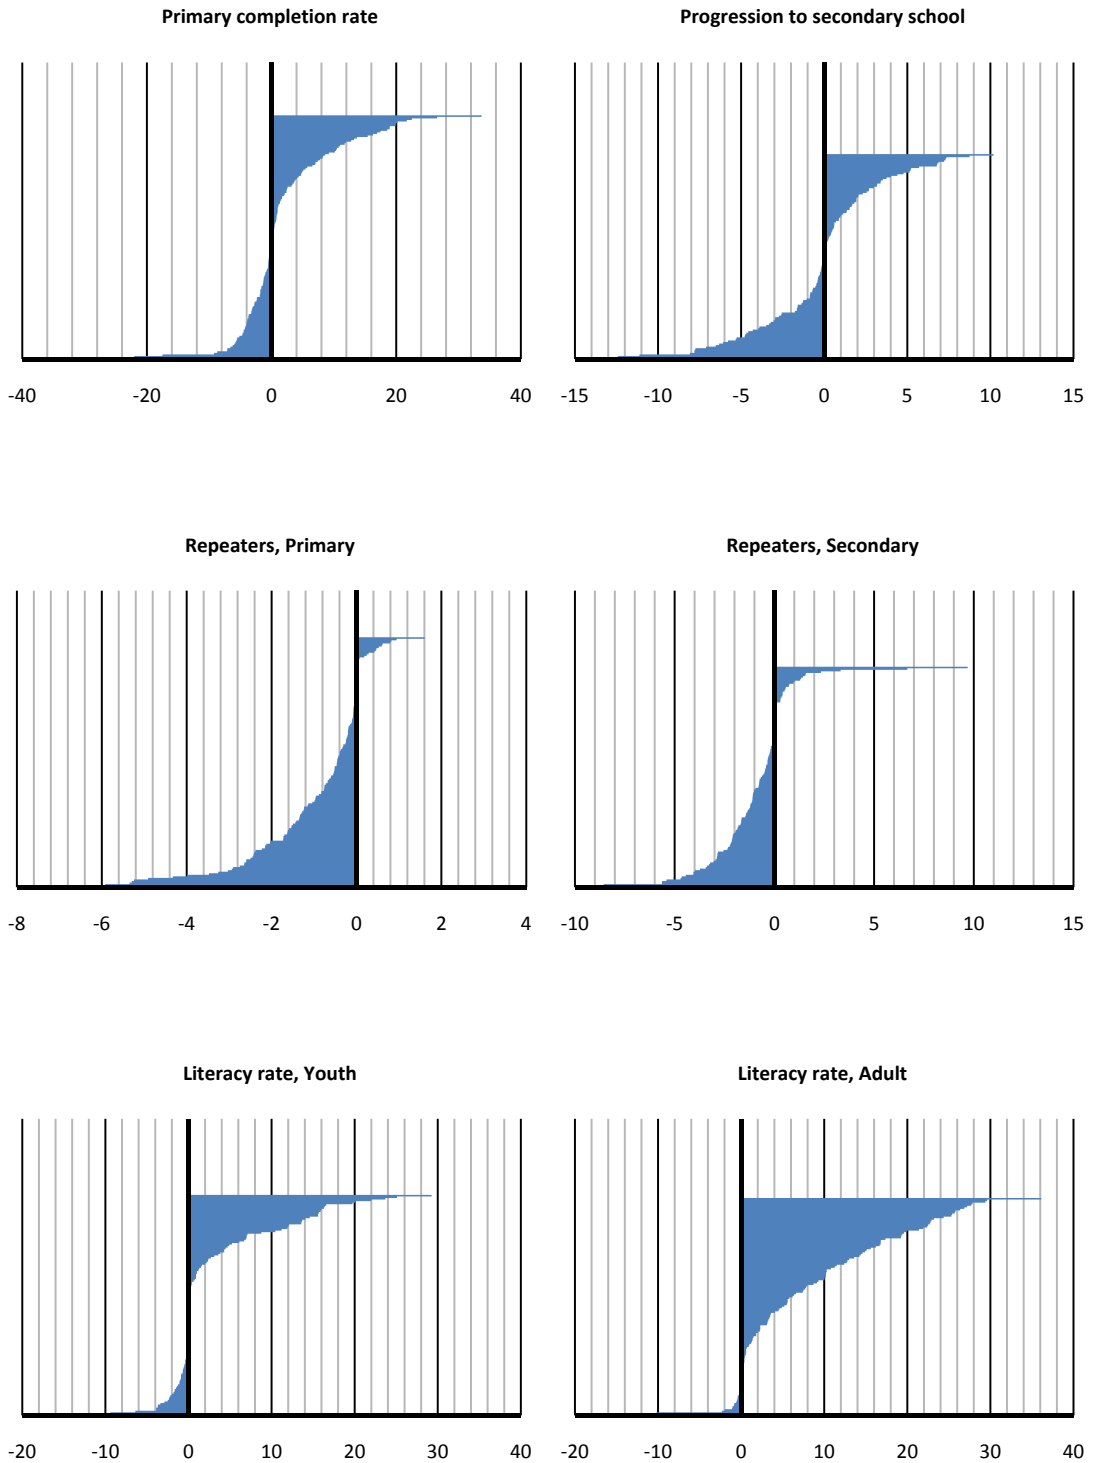 Primary completion rate
Progression to secondary school
-40 -20 0 20 40
-15 -10 -5 0 5 10 15
Repeaters, Primary
Repeaters, Secondary
-8 -6 -4 -2 0 2 4
-10 -5 0 5 10 15
Literacy rate, Youth
Literacy rate, Adult
-20 -10 0 10 20 30 40
-20 -10 0 10 20 30 40